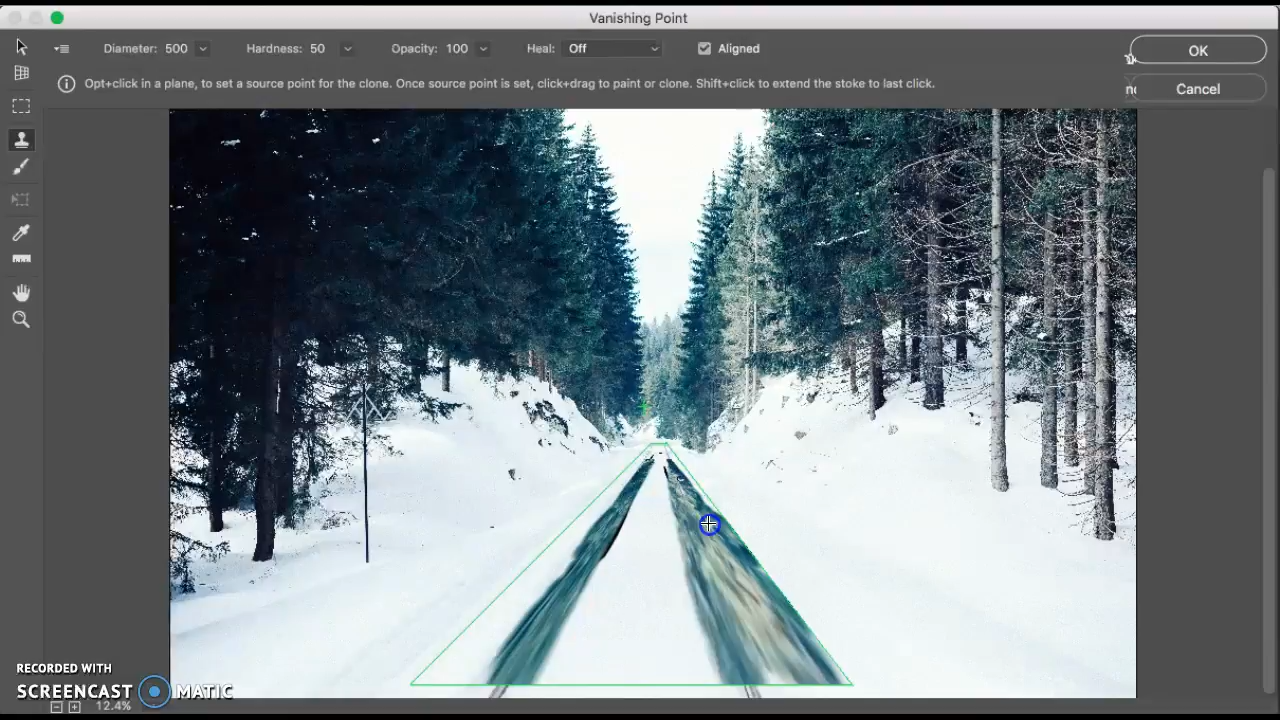 Vanishing Point
Diameter: 500 Hardness: 50 Opacity: 100 Heal: Off Aligned
OK
Opt+click in a plane, to set a source point for the clone. Once source point is set, click+drag to paint or clone. Shift+click to extend the stoke to last click.
Cancel
RECORDED WITH
SCREENCAST MATIC
12.4%